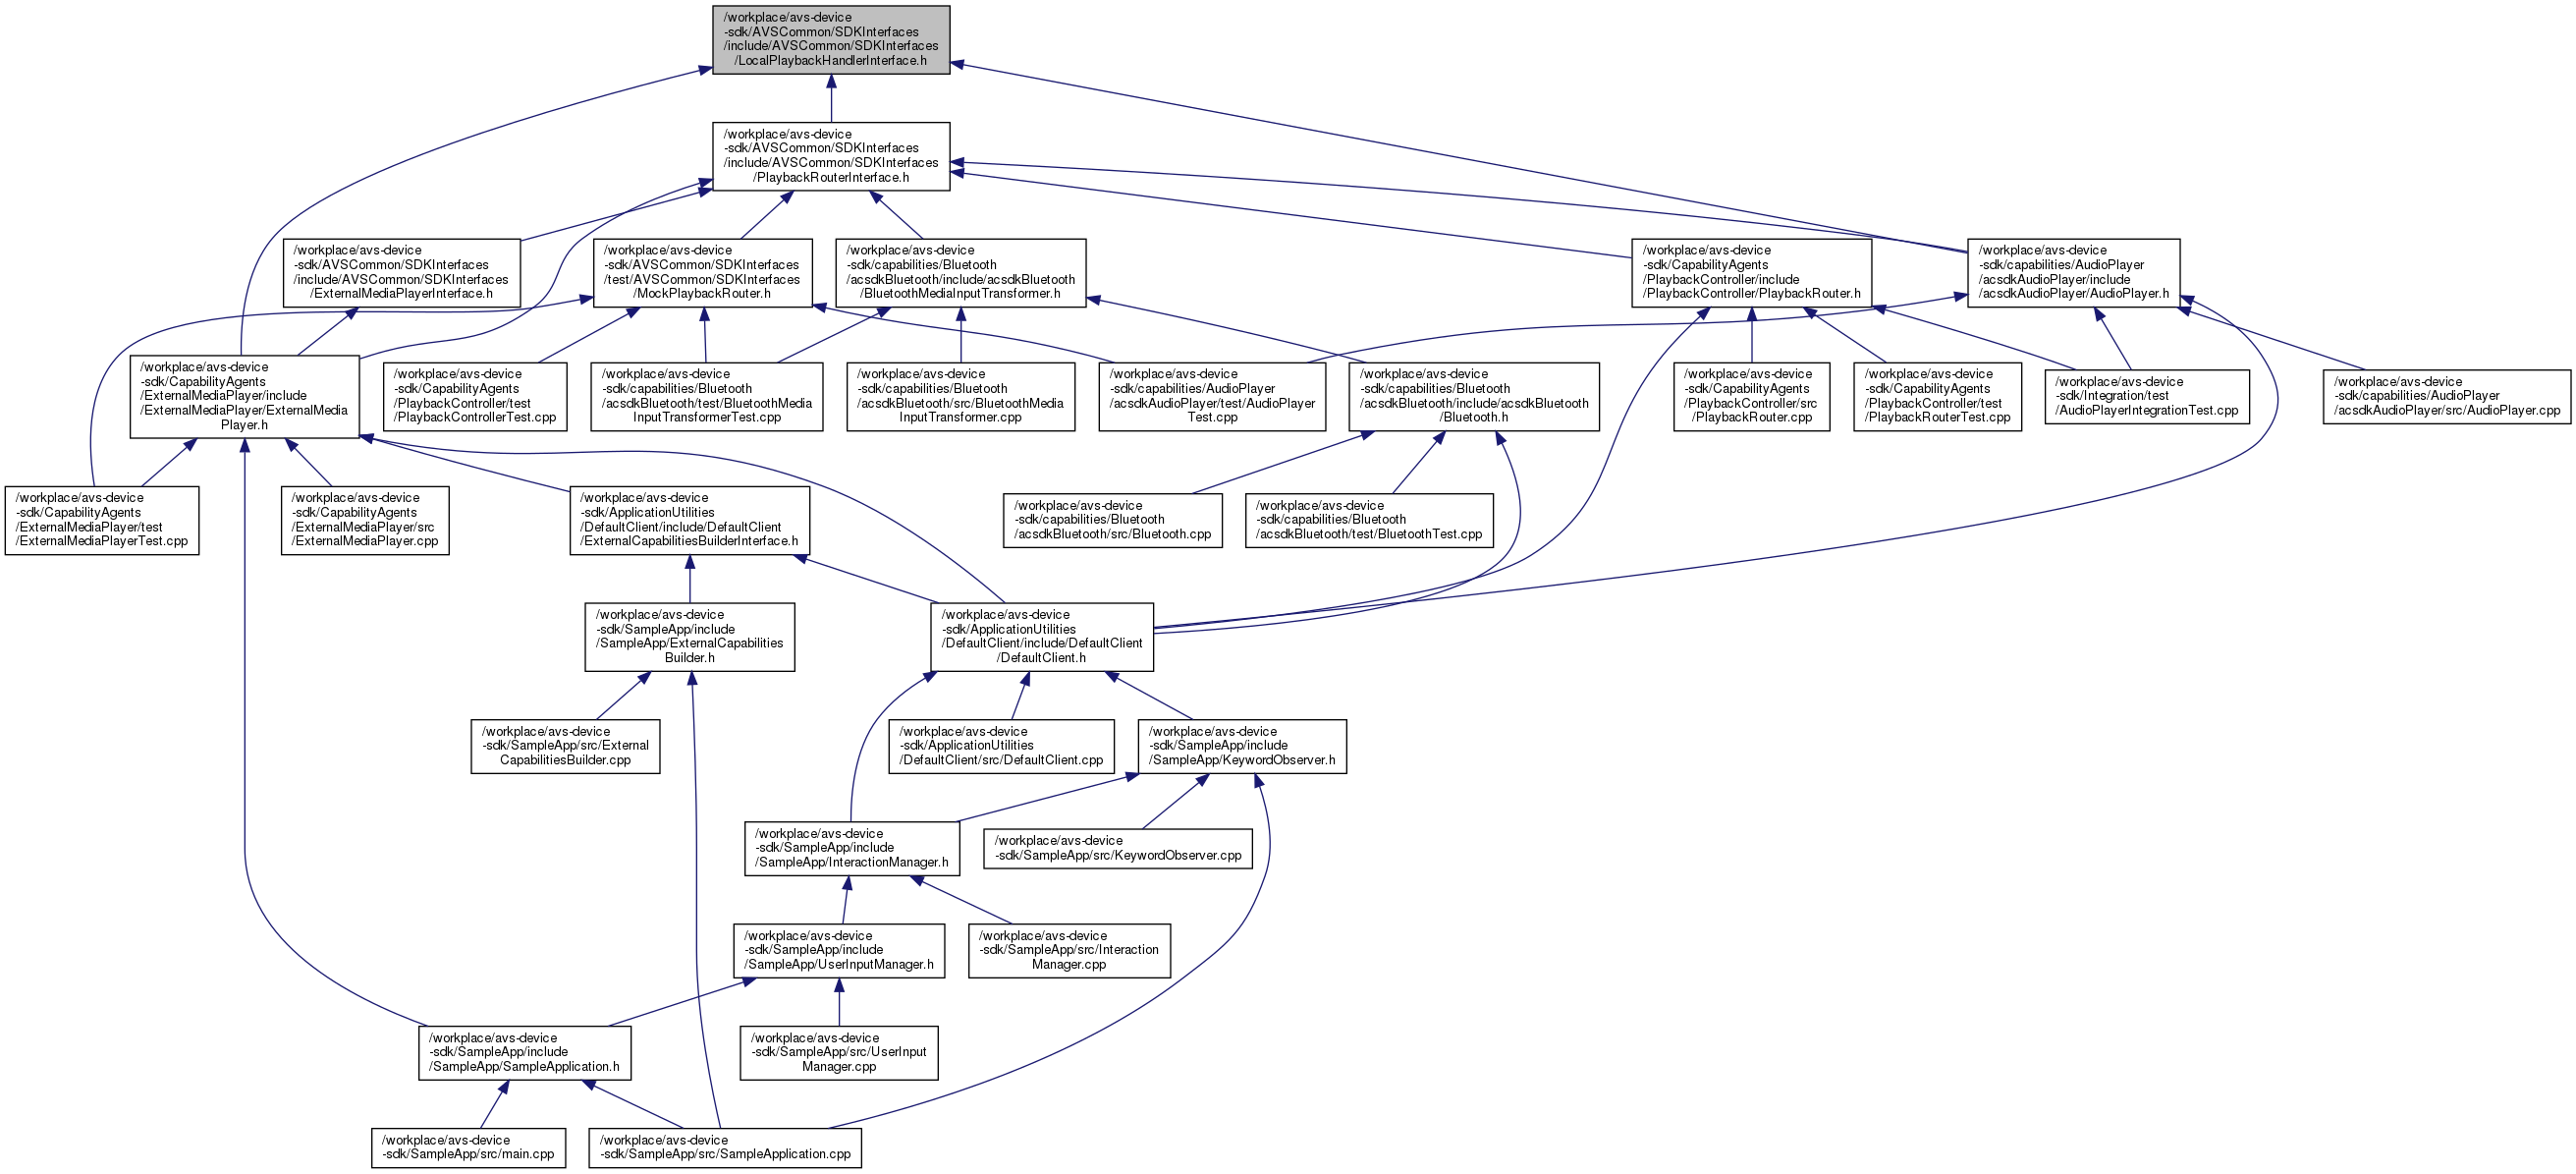 /workplace/avs-device
-sdk/AVSCommon/SDKInterfaces
/include/AVSCommon/SDKInterfaces
/LocalPlaybackHandlerInterface.h
/workplace/avs-device
-sdk/AVSCommon/SDKInterfaces
/include/AVSCommon/SDKInterfaces
/PlaybackRouterInterface.h
/workplace/avs-device
-sdk/AVSCommon/SDKInterfaces
/include/AVSCommon/SDKInterfaces
/ExternalMediaPlayerInterface.h
/workplace/avs-device
-sdk/AVSCommon/SDKInterfaces
/test/AVSCommon/SDKInterfaces
/MockPlaybackRouter.h
/workplace/avs-device
-sdk/capabilities/Bluetooth
/acsdkBluetooth/include/acsdkBluetooth
/BluetoothMediaInputTransformer.h
/workplace/avs-device
-sdk/CapabilityAgents
/PlaybackController/include
/PlaybackController/PlaybackRouter.h
/workplace/avs-device
-sdk/capabilities/AudioPlayer
/acsdkAudioPlayer/include
/acsdkAudioPlayer/AudioPlayer.h
/workplace/avs-device
-sdk/CapabilityAgents
/ExternalMediaPlayer/include
/ExternalMediaPlayer/ExternalMedia
Player.h
/workplace/avs-device
-sdk/CapabilityAgents
/PlaybackController/test
/PlaybackControllerTest.cpp
/workplace/avs-device
-sdk/capabilities/Bluetooth
/acsdkBluetooth/test/BluetoothMedia
InputTransformerTest.cpp
/workplace/avs-device
-sdk/capabilities/Bluetooth
/acsdkBluetooth/src/BluetoothMedia
InputTransformer.cpp
/workplace/avs-device
-sdk/capabilities/AudioPlayer
/acsdkAudioPlayer/test/AudioPlayer
Test.cpp
/workplace/avs-device
-sdk/capabilities/Bluetooth
/acsdkBluetooth/include/acsdkBluetooth
/Bluetooth.h
/workplace/avs-device
-sdk/CapabilityAgents
/PlaybackController/src
/PlaybackRouter.cpp
/workplace/avs-device
-sdk/CapabilityAgents
/PlaybackController/test
/PlaybackRouterTest.cpp
/workplace/avs-device
-sdk/Integration/test
/AudioPlayerIntegrationTest.cpp
/workplace/avs-device
-sdk/capabilities/AudioPlayer
/acsdkAudioPlayer/src/AudioPlayer.cpp
/workplace/avs-device
-sdk/CapabilityAgents
/ExternalMediaPlayer/test
/ExternalMediaPlayerTest.cpp
/workplace/avs-device
-sdk/CapabilityAgents
/ExternalMediaPlayer/src
/ExternalMediaPlayer.cpp
/workplace/avs-device
-sdk/ApplicationUtilities
/DefaultClient/include/DefaultClient
/ExternalCapabilitiesBuilderInterface.h
/workplace/avs-device
-sdk/capabilities/Bluetooth
/acsdkBluetooth/src/Bluetooth.cpp
/workplace/avs-device
-sdk/capabilities/Bluetooth
/acsdkBluetooth/test/BluetoothTest.cpp
/workplace/avs-device
-sdk/SampleApp/include
/SampleApp/ExternalCapabilities
Builder.h
/workplace/avs-device
-sdk/ApplicationUtilities
/DefaultClient/include/DefaultClient
/DefaultClient.h
/workplace/avs-device
-sdk/SampleApp/src/External
CapabilitiesBuilder.cpp
/workplace/avs-device
-sdk/ApplicationUtilities
/DefaultClient/src/DefaultClient.cpp
/workplace/avs-device
-sdk/SampleApp/include
/SampleApp/KeywordObserver.h
/workplace/avs-device
-sdk/SampleApp/include
/SampleApp/InteractionManager.h
/workplace/avs-device
-sdk/SampleApp/src/KeywordObserver.cpp
/workplace/avs-device
-sdk/SampleApp/include
/SampleApp/UserInputManager.h
/workplace/avs-device
-sdk/SampleApp/src/Interaction
Manager.cpp
/workplace/avs-device
-sdk/SampleApp/include
/SampleApp/SampleApplication.h
/workplace/avs-device
-sdk/SampleApp/src/UserInput
Manager.cpp
/workplace/avs-device
-sdk/SampleApp/src/main.cpp
/workplace/avs-device
-sdk/SampleApp/src/SampleApplication.cpp